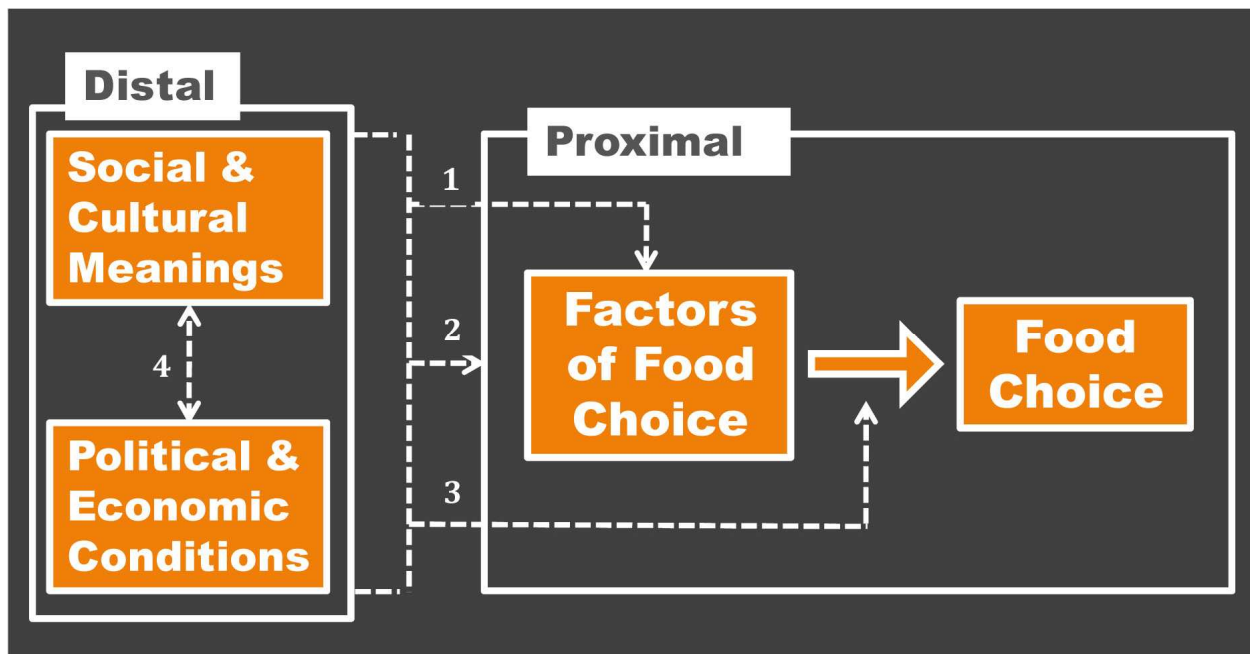 Distal
Social &
Cultural
Meanings
4
Political &
Economic
Conditions
1
2
3
Proximal
Factors
of Food
Choice
Food
Choice